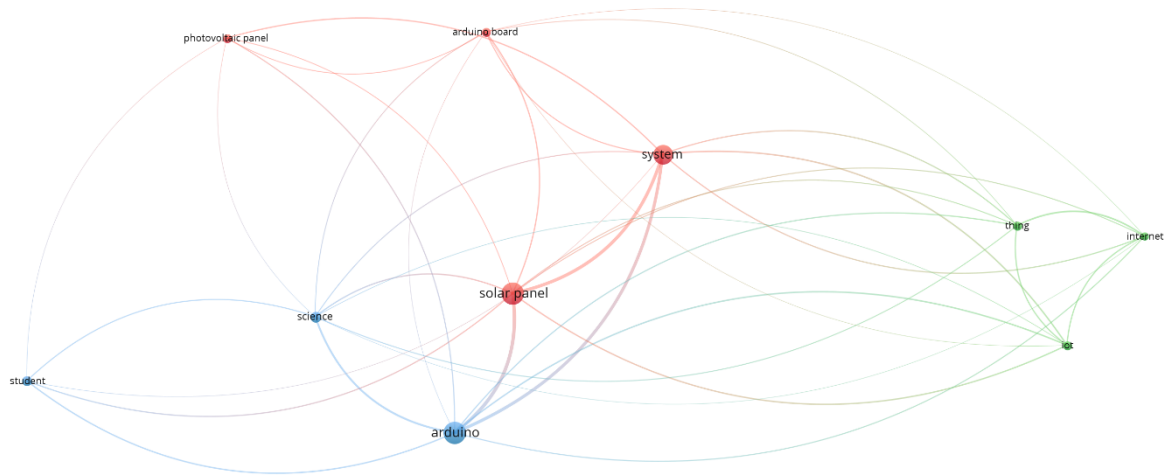 photovoltaic panel
arduino board
system
thing
internet
solar panel
science
iot
student
arduino